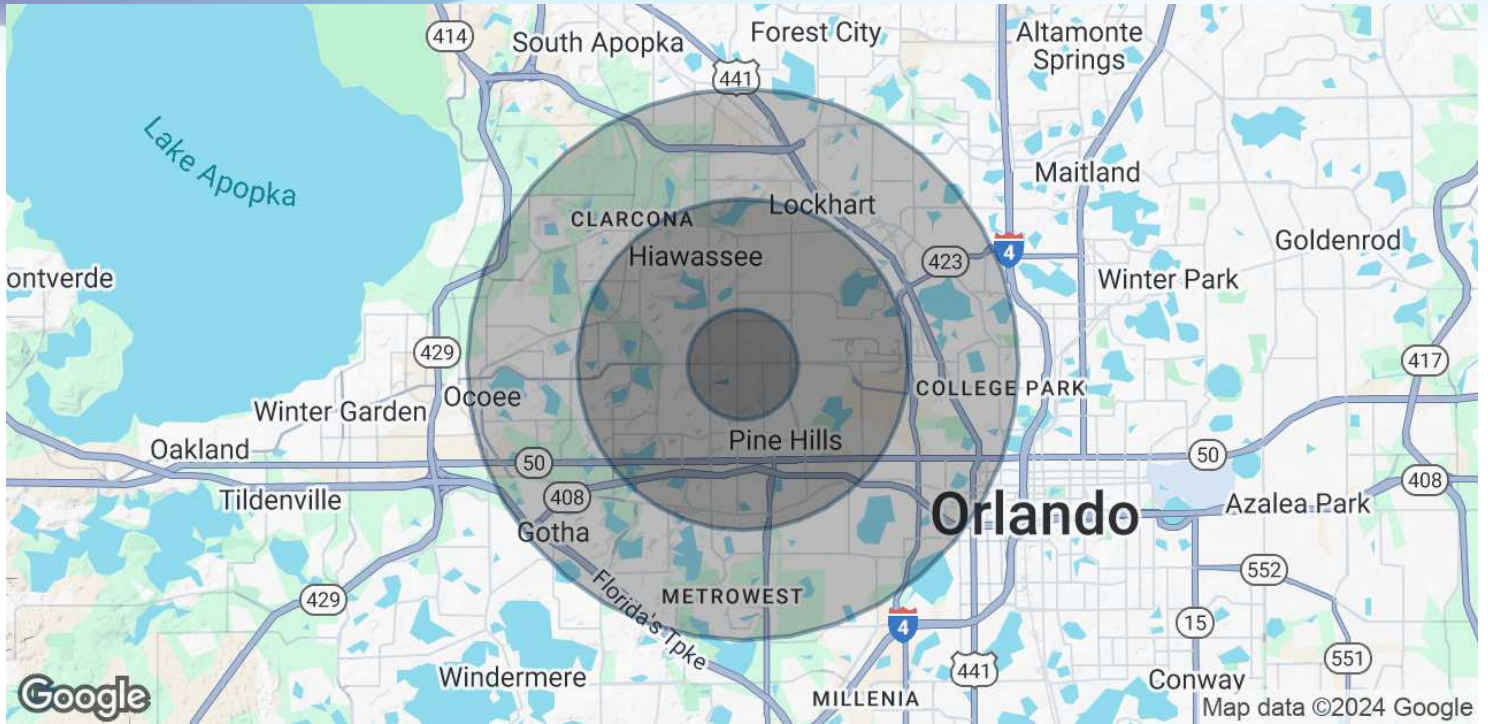 414
South Apopka
Forest City
Altamonte
Springs
441
Lake Apopka
Maitland
CLARCONA
Lockhart
Hiawassee
423
4
Goldenrod
ontverde
Winter Park
429
417
Ocoee
COLLEGE PARK
Winter Garden
Pine Hills
Oakland
50
50
408
Tildenville
408
Orlando
Azalea Park
Gotha
552
Florida's Tpke
METROWEST
429
4
15
441
551
Windermere
Conway
MILLENIA
Google
Map data ©2024 Google